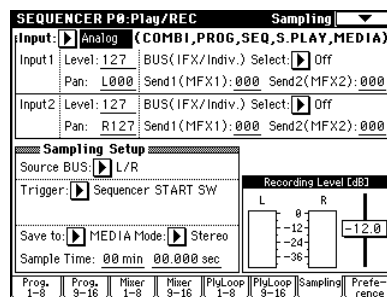 SEQUENCER P0:Play/REC Sampling
Input: Analog (COMBI,PROG,SEQ,S.PLAY,MEDIA)
Input1 Level: 127 BUS(IFX/Indiv.) Select: Off
Pan: L000 Send1(MFX1): 000 Send2(MFX2): 000
Input2 Level: 127 BUS(IFX/Indiv.) Select: Off
Pan: R127 Send1(MFX1): 000 Send2(MFX2): 000
Sampling Setup
Source BUS: L/R
Trigger: Sequencer START SW
Save to: MEDIA Mode: Stereo
Sample Time: 00 min 00.000 sec
Recording Level [dB]
L R
0
-12
-24
-36
-12.0
Prog. 1-8 Prog. 9-16 Mixer 1-8 Mixer 9-16 PlyLoop 1-8 PlyLoop 9-16 Sampling Prefe-rence